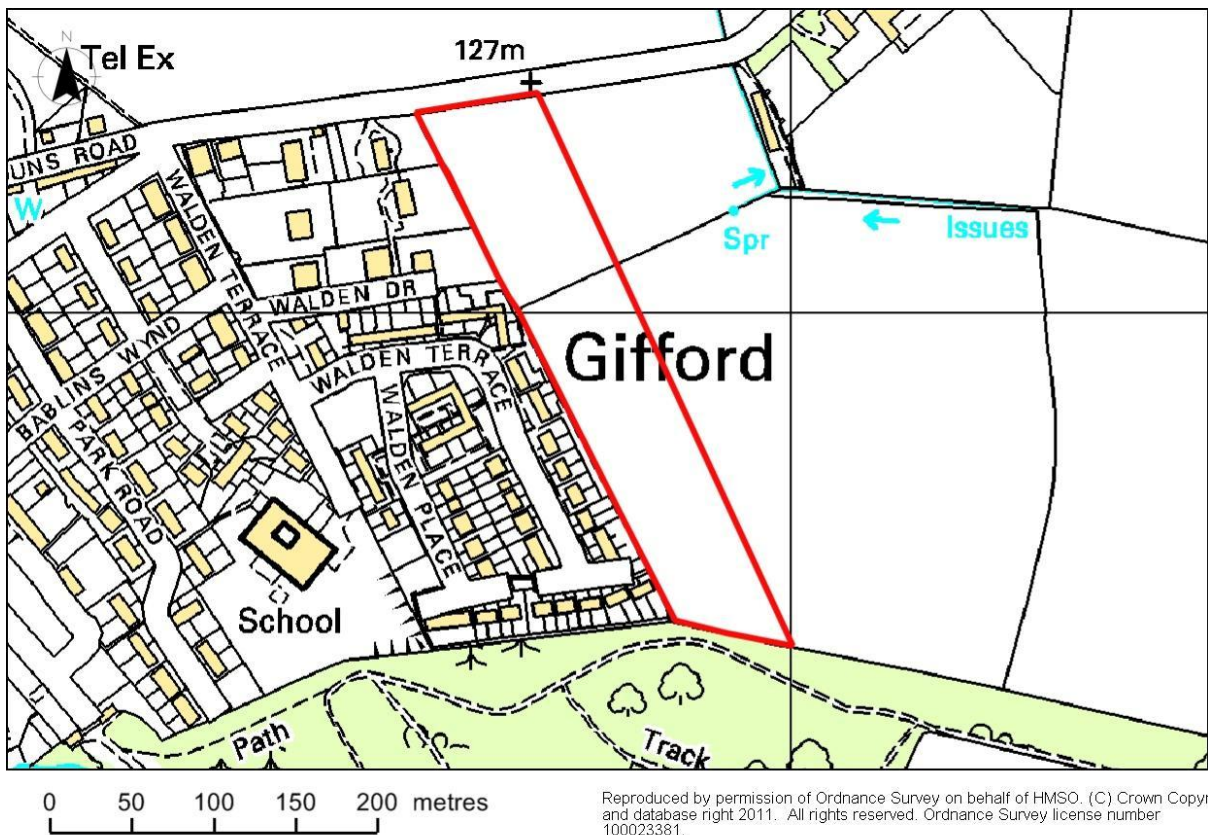 N
Tel Ex
127m
UNS ROAD
W
WALDEN TERRACE
Spr
Issues
WALDEN DR
BABLINS WYND
WALDEN TERRACE
Gifford
PARK ROAD
WALDEN PLACE
School
Path
Track
0 50 100 150 200 metres
Reproduced by permission of Ordnance Survey on behalf of HMSO. (C) Crown Copyr
and database right 2011. All rights reserved. Ordnance Survey license number
100023381.